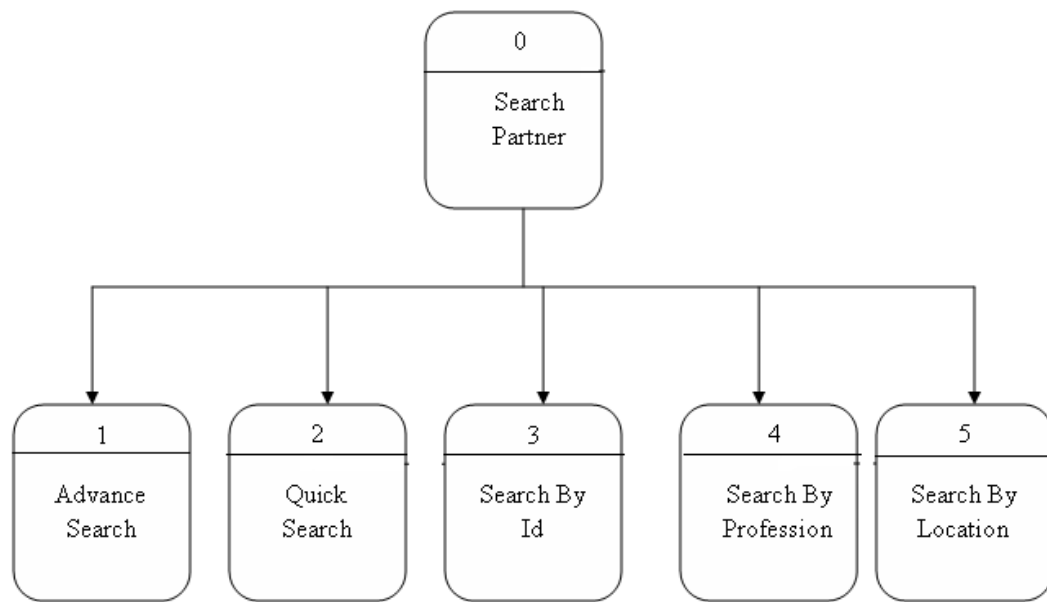 0
Search
Partner
1
Advance
Search
2
Quick
Search
3
Search By
Id
4
Search By
Profession
5
Search By
Location